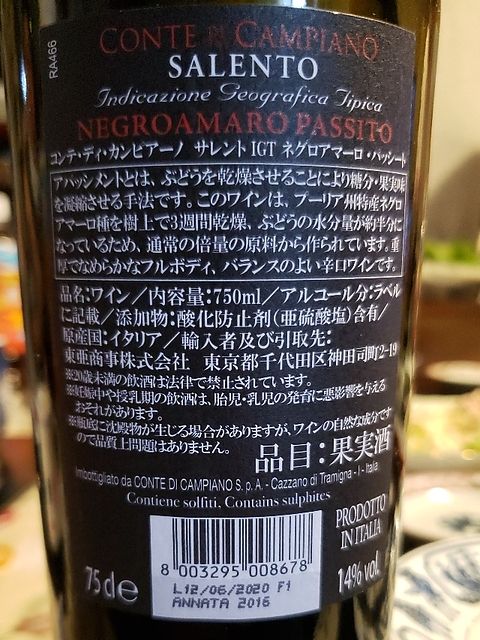 RA466
CONTE DI CAMPIANO
SALENTO
Indicazione Geografica Tipica
NEGROAMARO PASSITO
コンテ・ディ・カンピアーノ サレント IGT ネグロアマーロ・パッシート
アパッシメントとは、ぶどうを乾燥させることにより糖分・果実味
を凝縮させる手法です。このワインは、プーリア州特産ネグロ
アマーロ種を樹上で3週間乾燥、ぶどうの水分量が約半分に
なっているため、通常の倍量の原料から作られています。重
厚でなめらかなフルボディ、バランスのよい辛口ワインです。
品名:ワイン/内容量:750ml/アルコール分:ラベル
に記載/添加物:酸化防止剤(亜硫酸塩)含有/
原産国:イタリア/輸入者及び引取先:
東亜商事株式会社 東京都千代田区神田司町2-19
※20歳未満の飲酒は法律で禁止されています。
※妊娠中や授乳期の飲酒は、胎児・乳児の発育に悪影響を与える
おそれがあります。
※瓶底に沈殿物が生じる場合がありますが、ワインの自然な成分です
ので品質上問題はありません。
品目:果実酒
Imbottigliato da CONTE DI CAMPIANO S.p.A. - Cazzano di Tramigna - I - Italia
Contiene solfiti. Contains sulphites
PRODOTTO
IN ITALIA
8 003295 008678
L12/06/2020 F1
ANNATA 2016
75cle
14% vol.